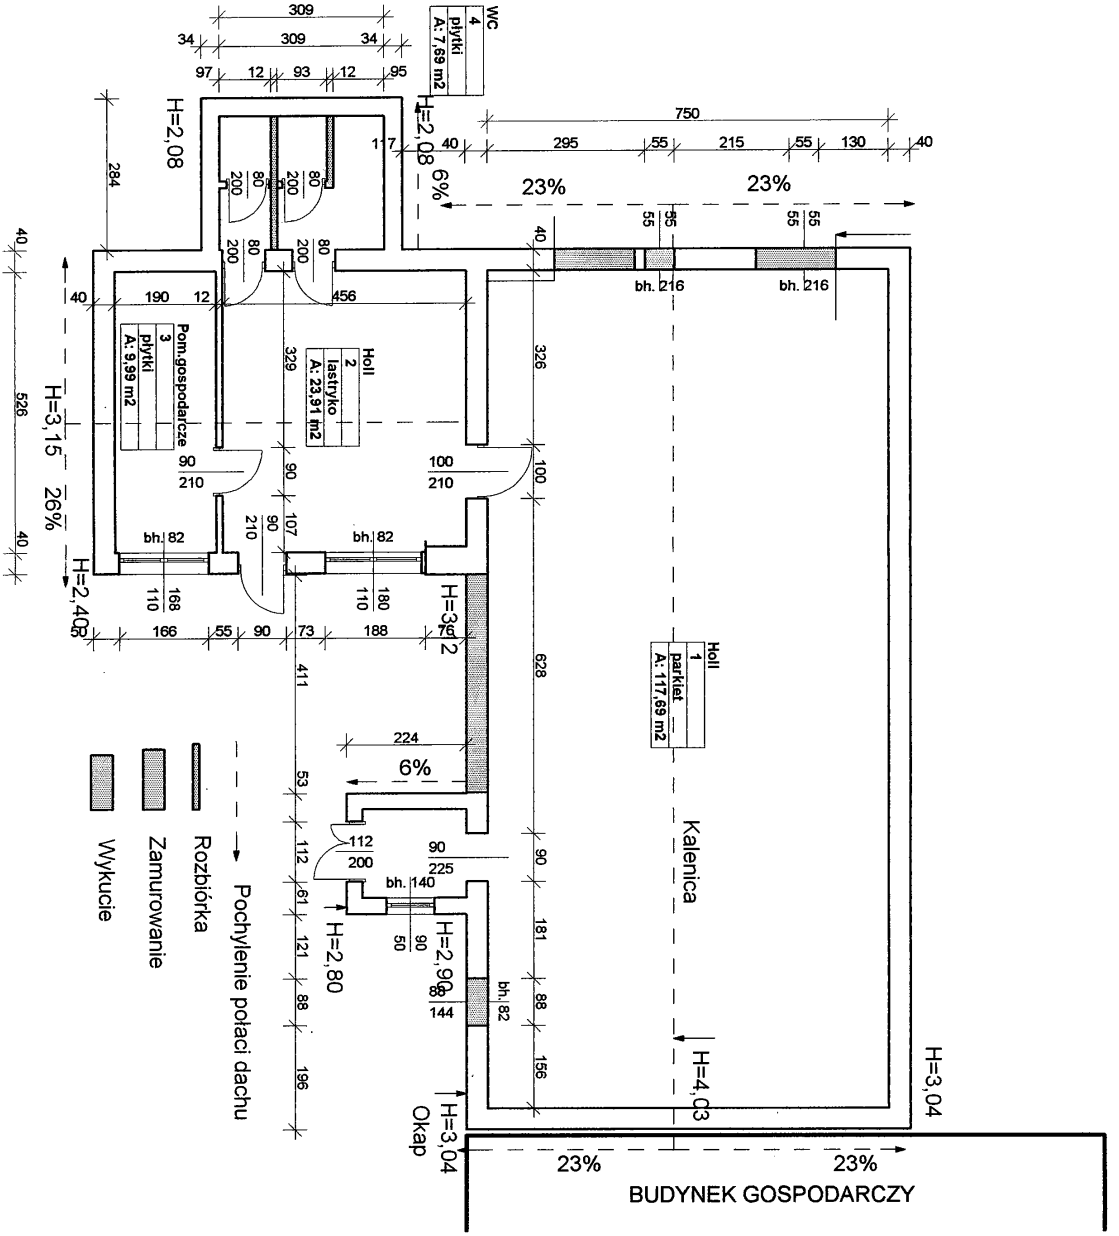 309
34 309 34
97 12 93 12 95
WC
4
płytki
A: 7,69 m2
750
117 40 295 55 215 55 130 40
H=2,08
H=2,08
6%
23% 23%
284
80
200
80
200
80
200
80
200
55
55
55
55
bh. 216
bh. 216
40
40
40 190 12 456
Pom.gospodarcze
3
płytki
A: 9,99 m2
Holl
2
lastryko
A: 23,91 m2
329
326
526
H=3,15
26%
90
210
90
100
210
100
107
90
210
40
bh. 82
bh. 82
168
110
180
110
H=2,40
166 55 90 73 188 76
411
628
Holl
1
parkiet
A: 117,69 m2
224
6%
53
Kalenica
112
200
112
90
225
90
bh. 140
61
90
50
H=2,80
H=2,90
121
181
88
144
bh. 82
88
88
196
156
H=4,03
H=3,04
H=3,04
Okap
Pochylenie połaci dachu
Rozbiórka
Zamurowanie
Wykucie
23% 23%
BUDYNEK GOSPODARCZY